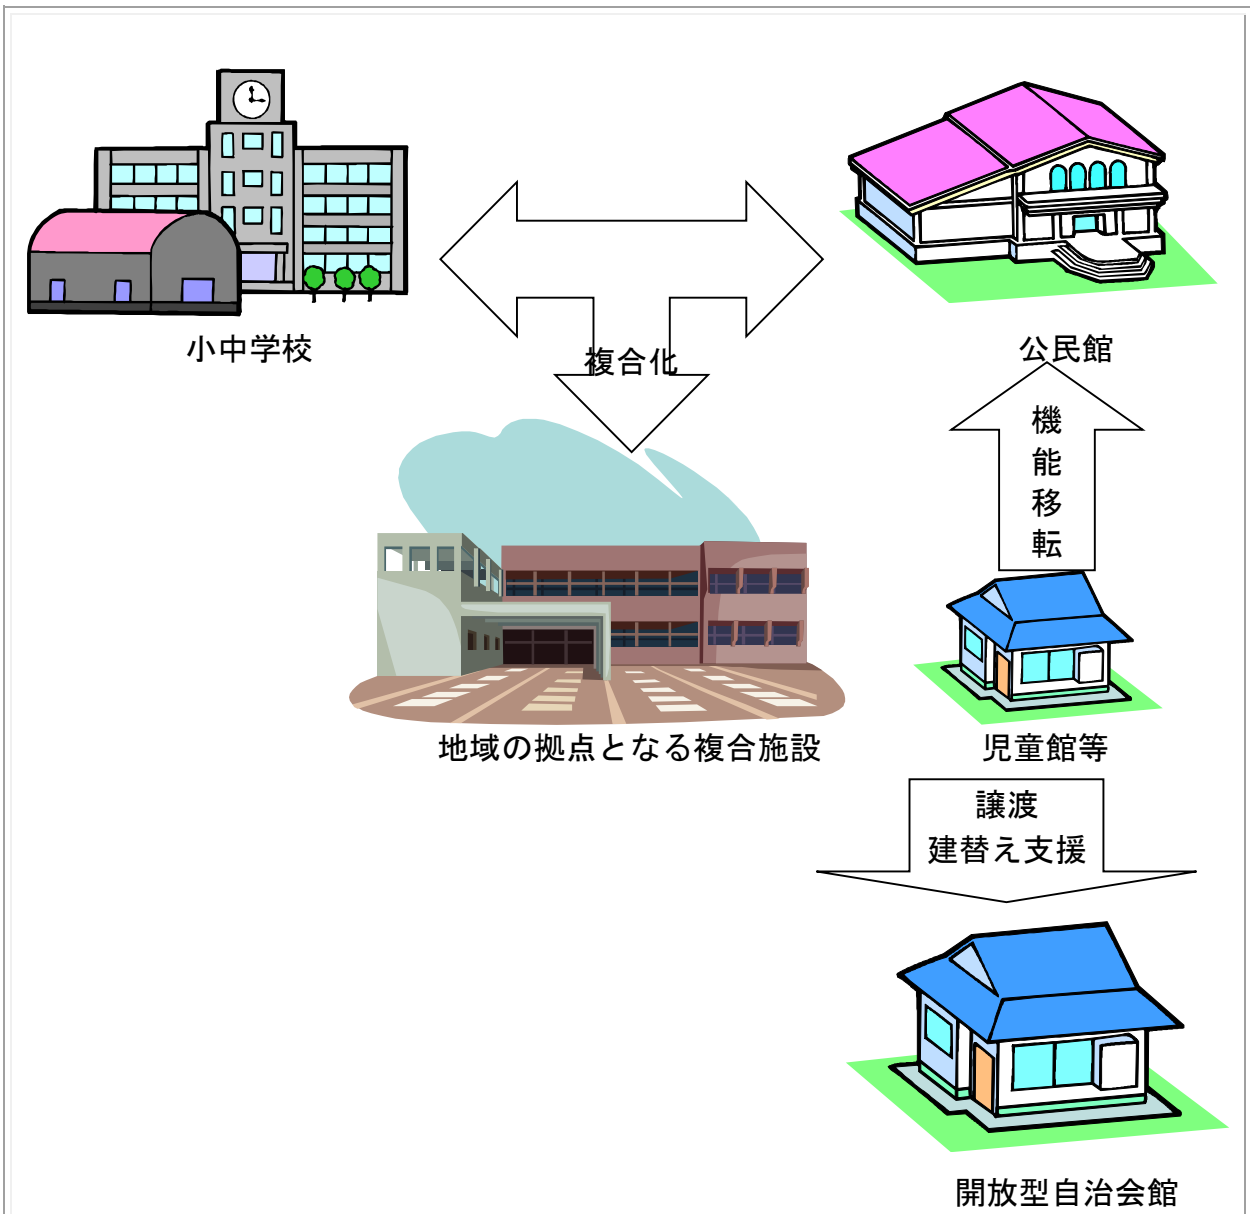 小中学校
公民館
複合化
機能移転
地域の拠点となる複合施設
児童館等
譲渡
建替え支援
開放型自治会館